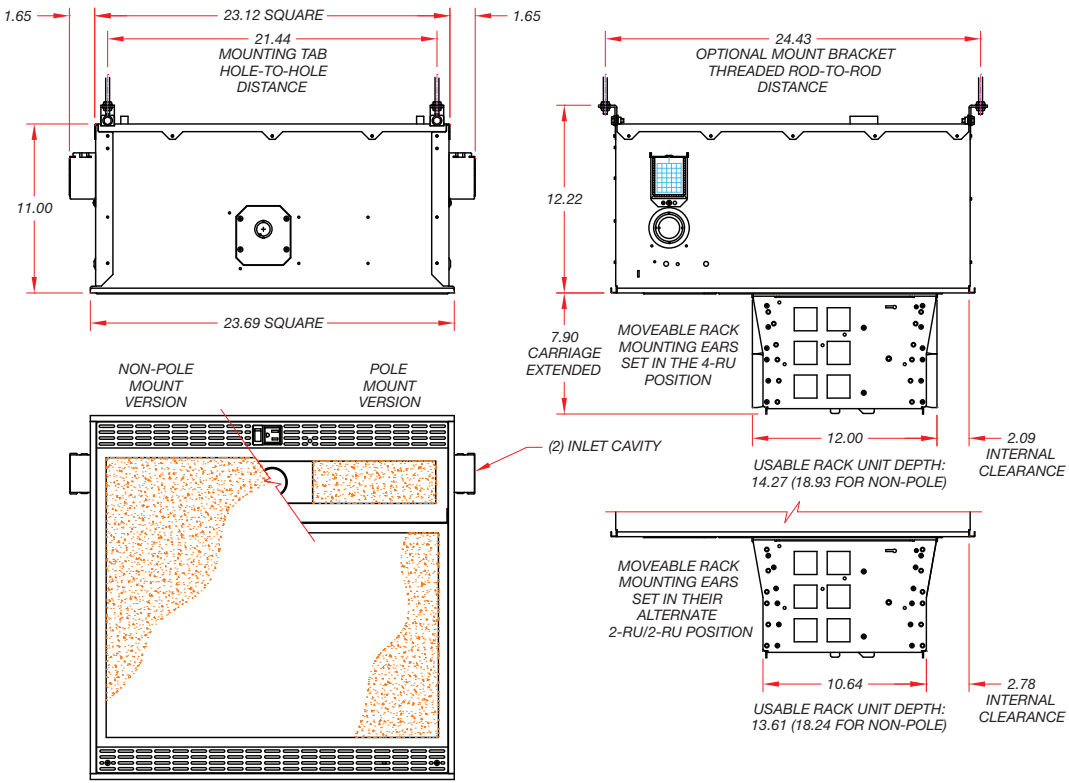 1.65
23.12 SQUARE
1.65
21.44
MOUNTING TAB
HOLE-TO-HOLE
DISTANCE
11.00
23.69 SQUARE
24.43
OPTIONAL MOUNT BRACKET
THREADED ROD-TO-ROD
DISTANCE
12.22
7.90
CARRIAGE
EXTENDED
MOVEABLE RACK
MOUNTING EARS
SET IN THE 4-RU
POSITION
12.00
2.09
INTERNAL
CLEARANCE
USABLE RACK UNIT DEPTH:
14.27 (18.93 FOR NON-POLE)
NON-POLE
MOUNT
VERSION
POLE
MOUNT
VERSION
(2) INLET CAVITY
MOVEABLE RACK
MOUNTING EARS
SET IN THEIR
ALTERNATE
2-RU/2-RU POSITION
10.64
2.78
INTERNAL
CLEARANCE
USABLE RACK UNIT DEPTH:
13.61 (18.24 FOR NON-POLE)